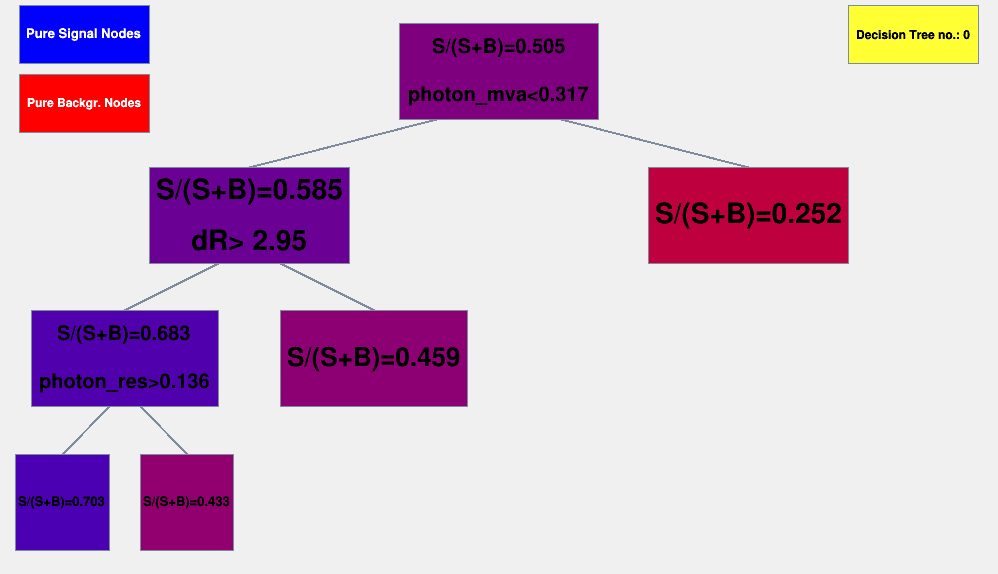 Pure Signal Nodes
Pure Backgr. Nodes
Decision Tree no.: 0
S/(S+B)=0.505
photon_mva<0.317
S/(S+B)=0.585
dR> 2.95
S/(S+B)=0.252
S/(S+B)=0.683
photon_res>0.136
S/(S+B)=0.459
S/(S+B)=0.703
S/(S+B)=0.433